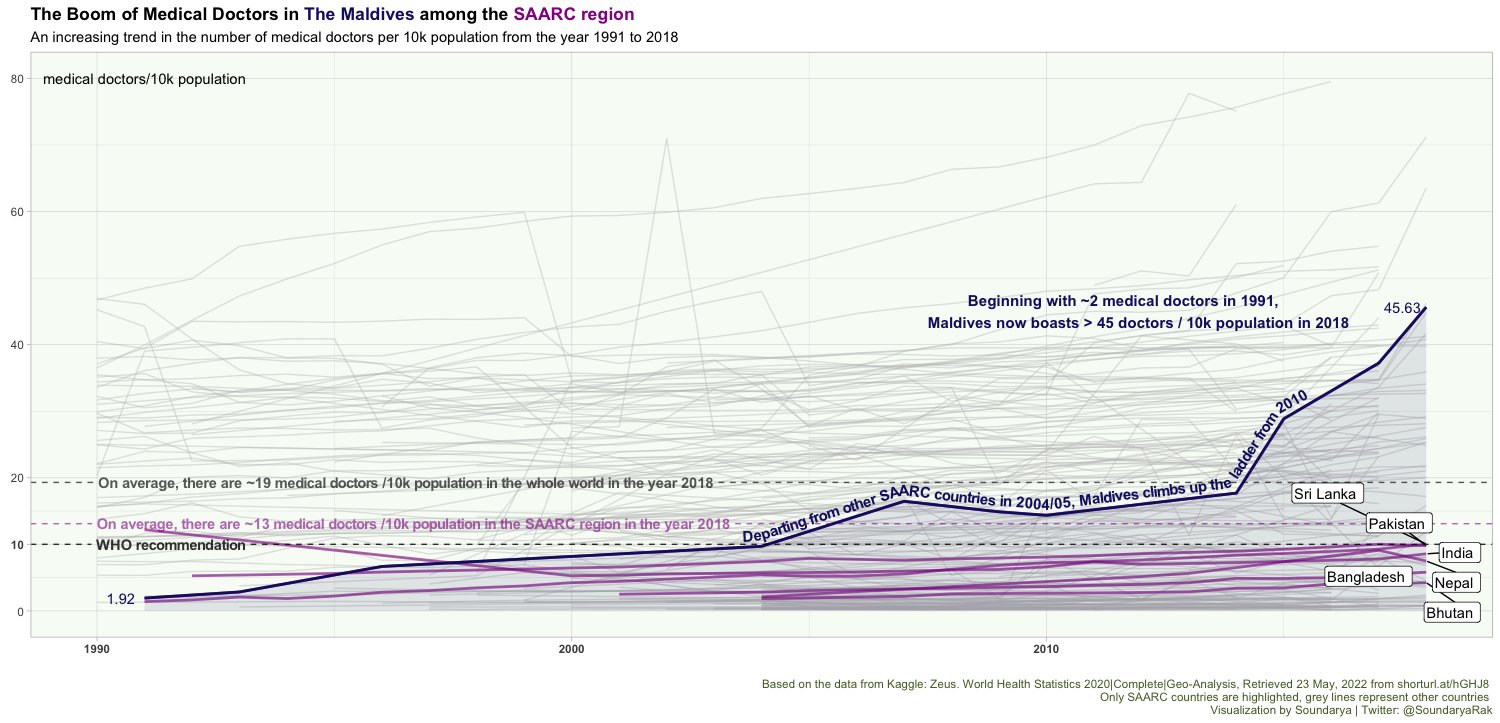 The Boom of Medical Doctors in The Maldives among the SAARC region
An increasing trend in the number of medical doctors per 10k population from the year 1991 to 2018
80
medical doctors/10k population
60
Beginning with ~2 medical doctors in 1991,
45.63
Maldives now boasts > 45 doctors / 10k population in 2018
40
20
On average, there are ~19 medical doctors /10k population in the whole world in the year 2018
Departing from other SAARC countries in 2004/05, Maldives climbs up the ladder from 2010
Sri Lanka
On average, there are ~13 medical doctors /10k population in the SAARC region in the year 2018
Pakistan
10
WHO recommendation
India
Bangladesh
Nepal
1.92
Bhutan
0
1990
2000
2010
Based on the data from Kaggle: Zeus. World Health Statistics 2020|Complete|Geo-Analysis, Retrieved 23 May, 2022 from shorturl.at/hGHJ8
Only SAARC countries are highlighted, grey lines represent other countries
Visualization by Soundarya | Twitter: @SoundaryaRak